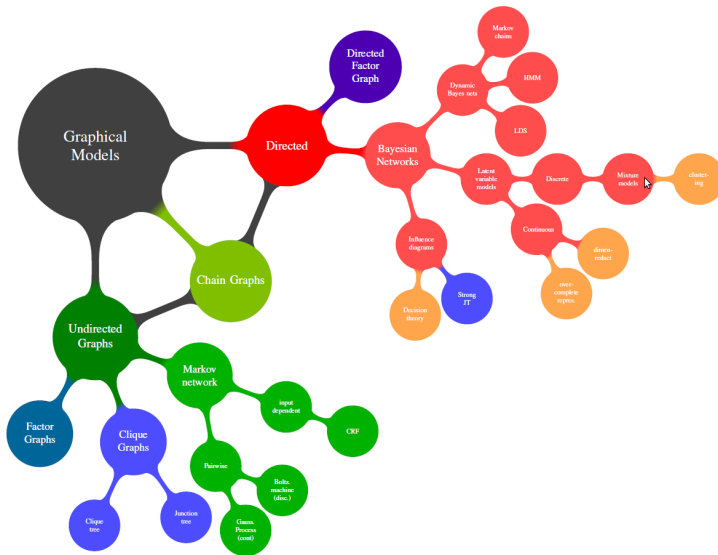 Graphical
Models
Directed
Factor
Graph
Directed
Bayesian
Networks
Markov
chains
Dynamic
Bayes nets
HMM
LDS
Latent
variable
models
Discrete
Mixture
models
cluster-
ing
Continuous
dimen-
reduct
over-
complete
repres.
Influence
diagrams
Decision
theory
Strong
JT
Chain Graphs
Undirected
Graphs
Factor
Graphs
Clique
Graphs
Clique
tree
Junction
tree
Markov
network
input
dependent
CRF
Pairwise
Boltz.
machine
(disc.)
Gauss.
Process
(cont)